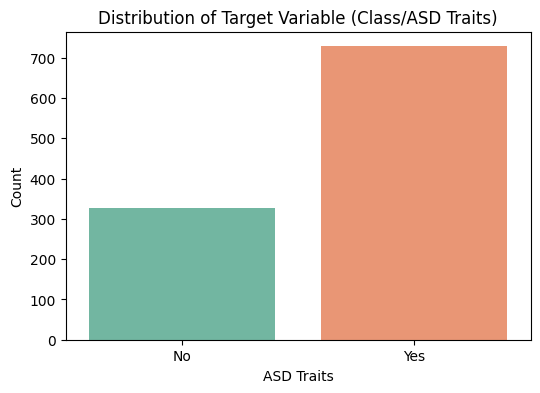 Distribution of Target Variable (Class/ASD Traits)
700
600
500
400
300
200
100
0
Count
No Yes
ASD Traits